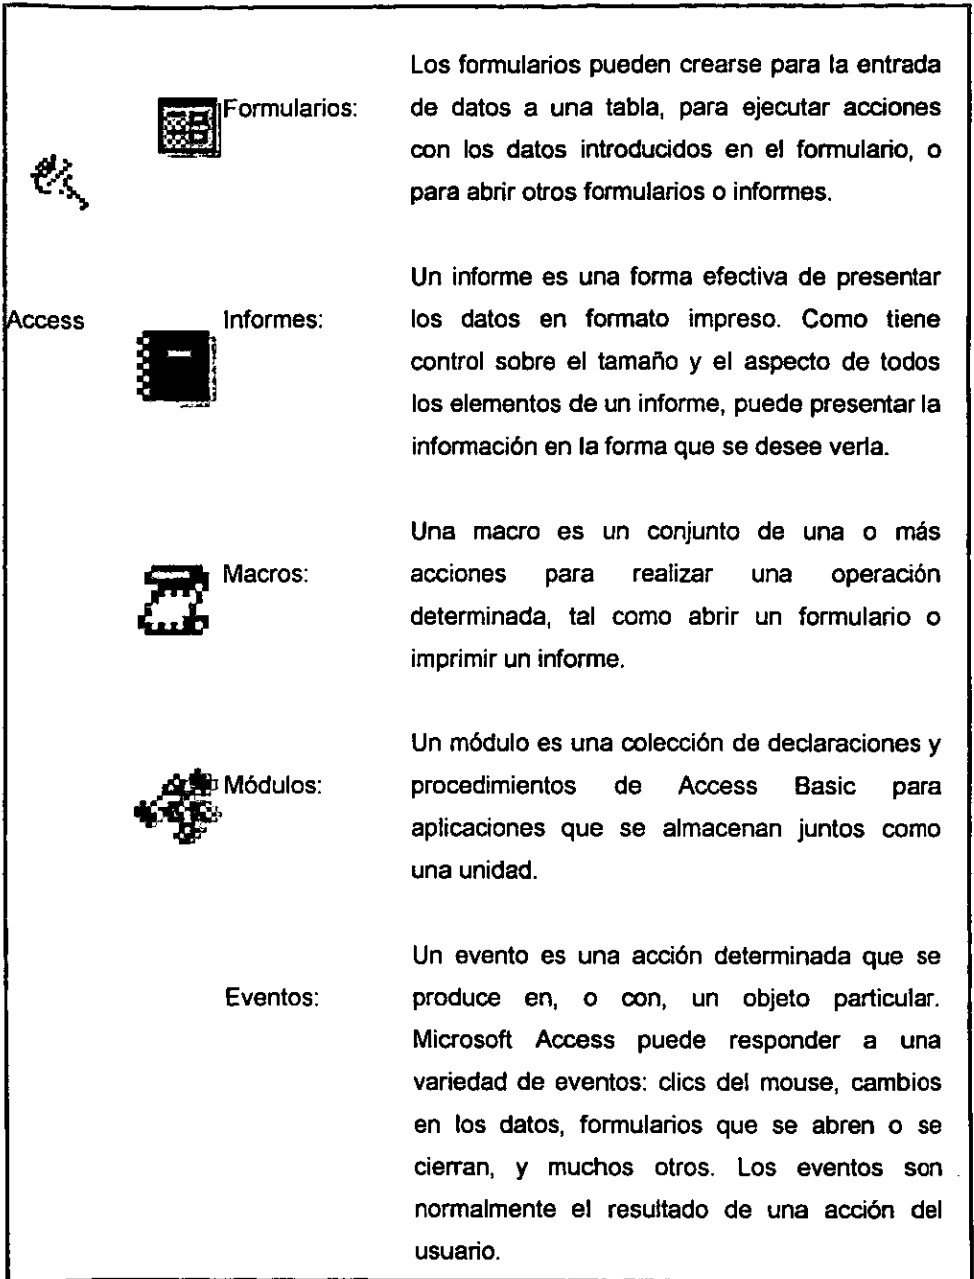 Los formularios pueden crearse para la entrada
Formularios: de datos a una tabla, para ejecutar acciones
con los datos introducidos en el formulario, o
para abrir otros formularios o informes.
Un informe es una forma efectiva de presentar
Access Informes: los datos en formato impreso. Como tiene
control sobre el tamaño y el aspecto de todos
los elementos de un informe, puede presentar la
información en la forma que se desee verla.
Una macro es un conjunto de una o más
Macros: acciones para realizar una operación
determinada, tal como abrir un formulario o
imprimir un informe.
Un módulo es una colección de declaraciones y
Módulos: procedimientos de Access Basic para
aplicaciones que se almacenan juntos como
una unidad.
Un evento es una acción determinada que se
Eventos: produce en, o con, un objeto particular.
Microsoft Access puede responder a una
variedad de eventos: clics del mouse, cambios
en los datos, formularios que se abren o se
cierran, y muchos otros. Los eventos son
normalmente el resultado de una acción del
usuario.